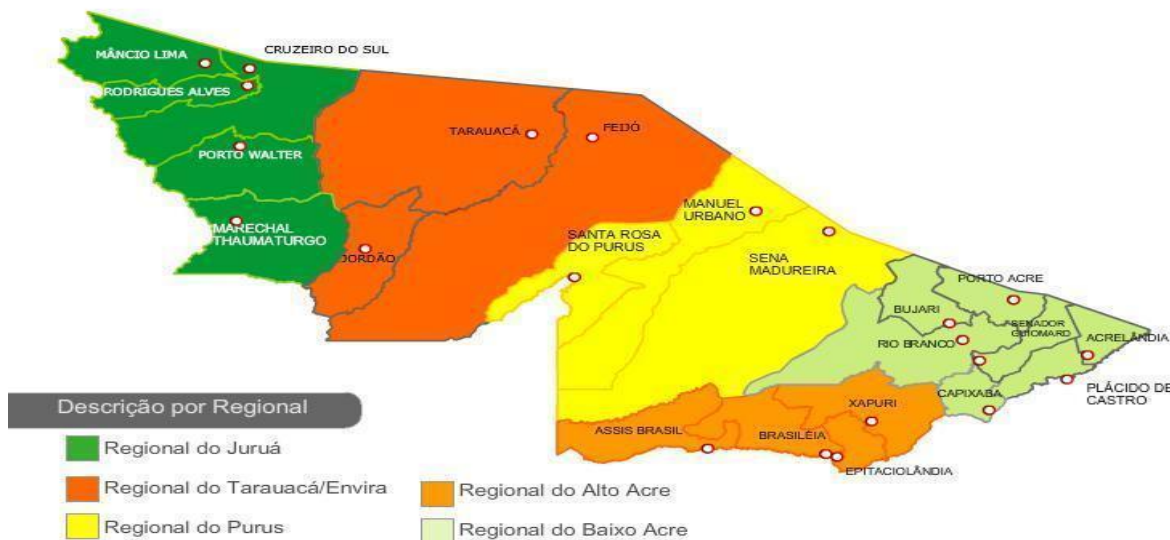 MÂNCIO LIMA
CRUZEIRO DO SUL
RODRIGUES ALVES
PORTO WALTER
MARECHAL
THAUMATURGO
TARAUACÁ
FEIJÓ
JORDÃO
MANUEL
URBANO
SANTA ROSA
DO PURUS
SENA
MADUREIRA
PORTO ACRE
BUJARI
SENADOR
GUIOMARD
RIO BRANCO
ACRELÂNDIA
PLÁCIDO DE
CASTRO
CAPIXABA
XAPURI
ASSIS BRASIL
BRASILÉIA
EPITACIOLÂNDIA
Descrição por Regional
Regional do Juruá
Regional do Tarauacá/Envira
Regional do Purus
Regional do Alto Acre
Regional do Baixo Acre